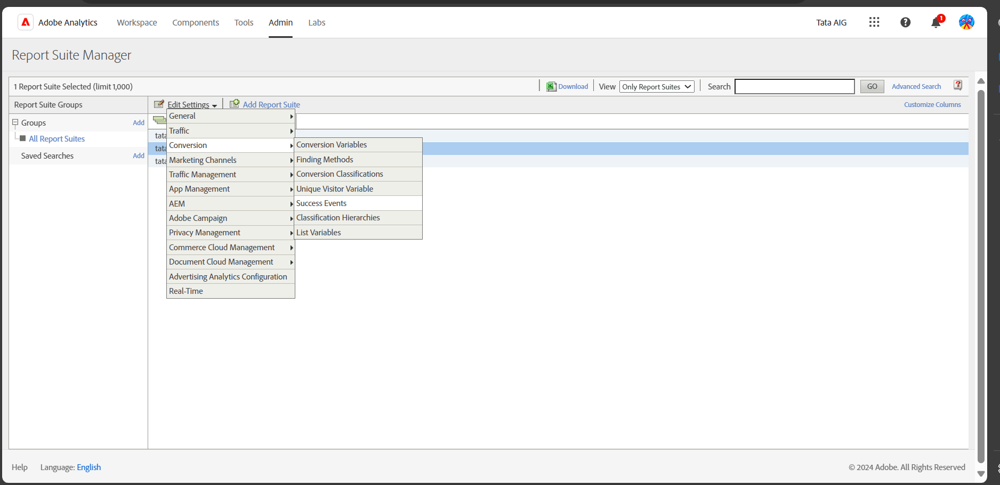 Adobe Analytics Workspace Components Tools Admin Labs Tata AIG 1
Report Suite Manager
1 Report Suite Selected (limit 1,000) Download View Only Report Suites Search GO Advanced Search
Report Suite Groups Edit Settings Add Report Suite Customize Columns
Groups Add
All Report Suites
Saved Searches Add
tata
tata
tata
General
Traffic
Conversion
Marketing Channels
Traffic Management
App Management
AEM
Adobe Campaign
Privacy Management
Commerce Cloud Management
Document Cloud Management
Advertising Analytics Configuration
Real-Time
Conversion Variables
Finding Methods
Conversion Classifications
Unique Visitor Variable
Success Events
Classification Hierarchies
List Variables
Help Language: English © 2024 Adobe. All Rights Reserved